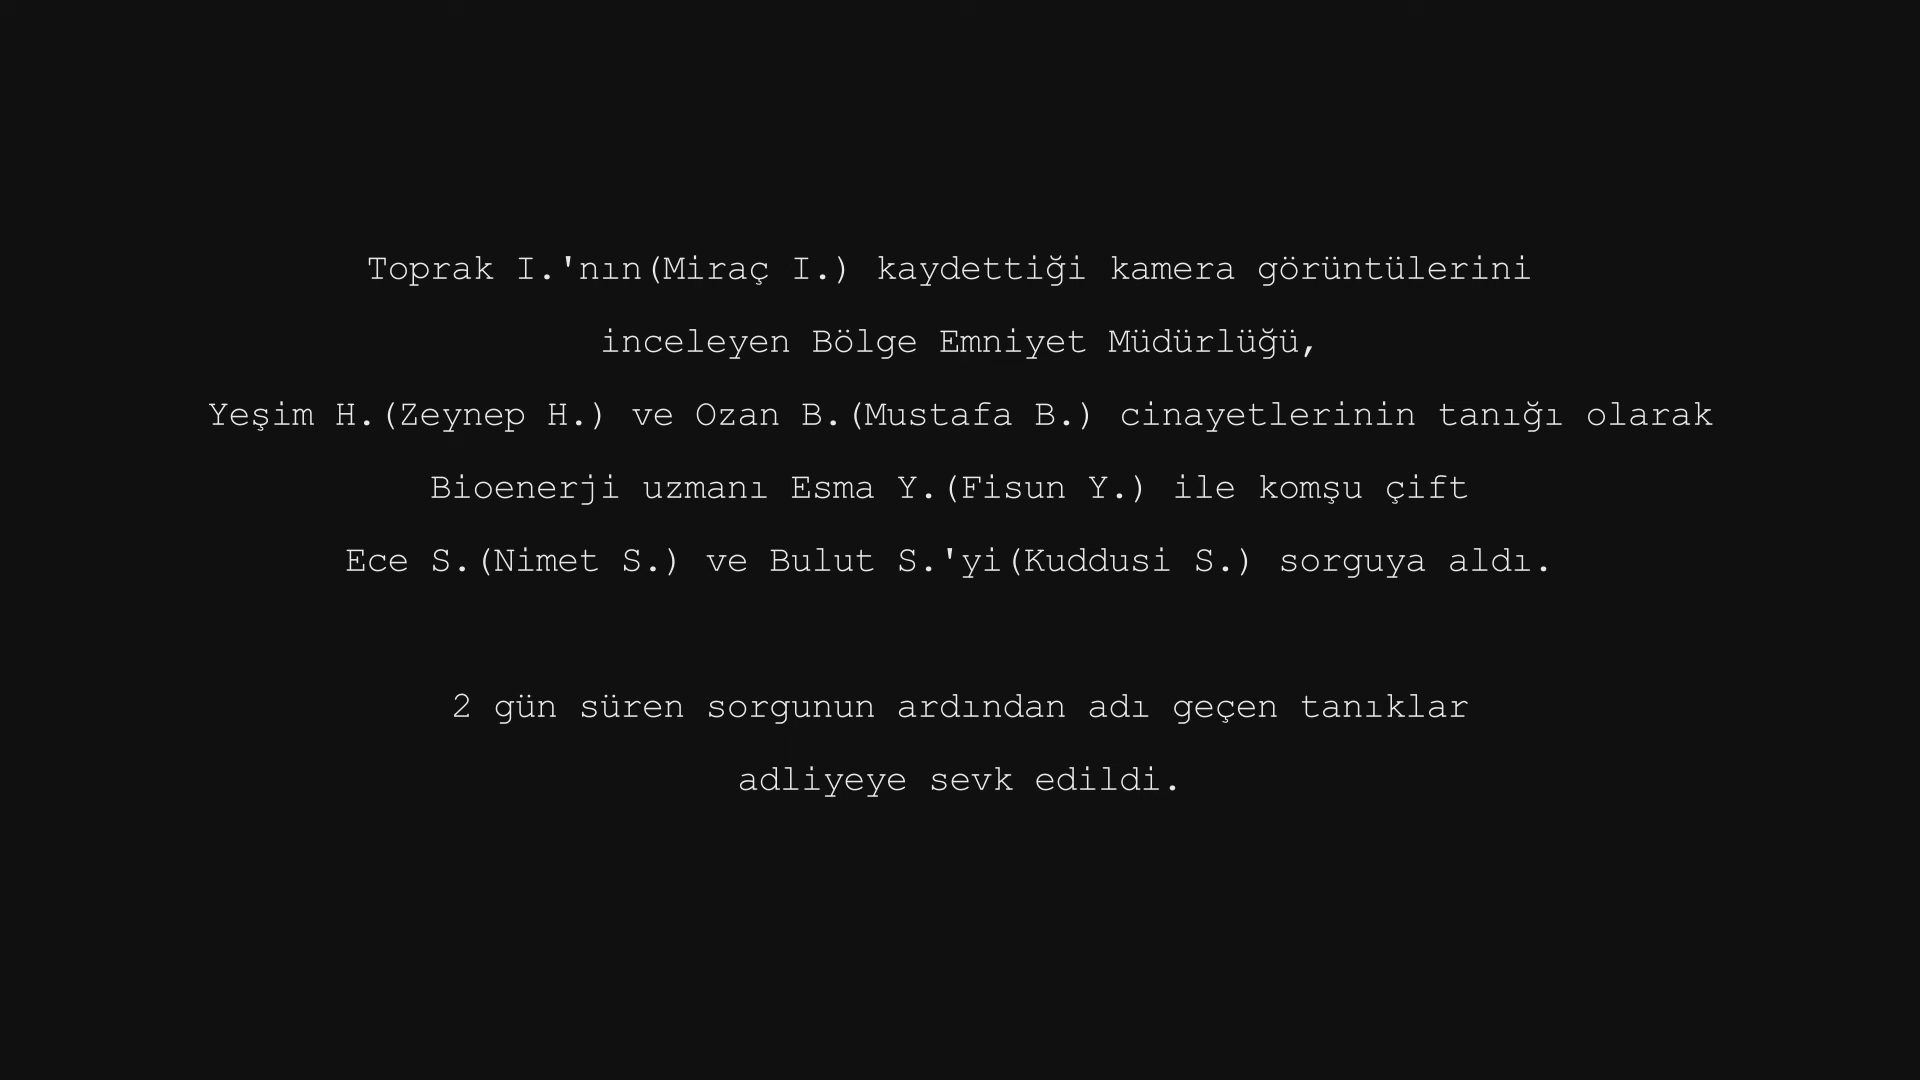 Toprak I.'nın(Miraç I.) kaydettiği kamera görüntülerini
inceleyen Bölge Emniyet Müdürlüğü,
Yeşim H.(Zeynep H.) ve Ozan B.(Mustafa B.) cinayetlerinin tanığı olarak
Bioenerji uzmanı Esma Y.(Fisun Y.) ile komşu çift
Ece S.(Nimet S.) ve Bulut S.'yi(Kuddusi S.) sorguya aldı.
2 gün süren sorgunun ardından adı geçen tanıklar
adliyeye sevk edildi.